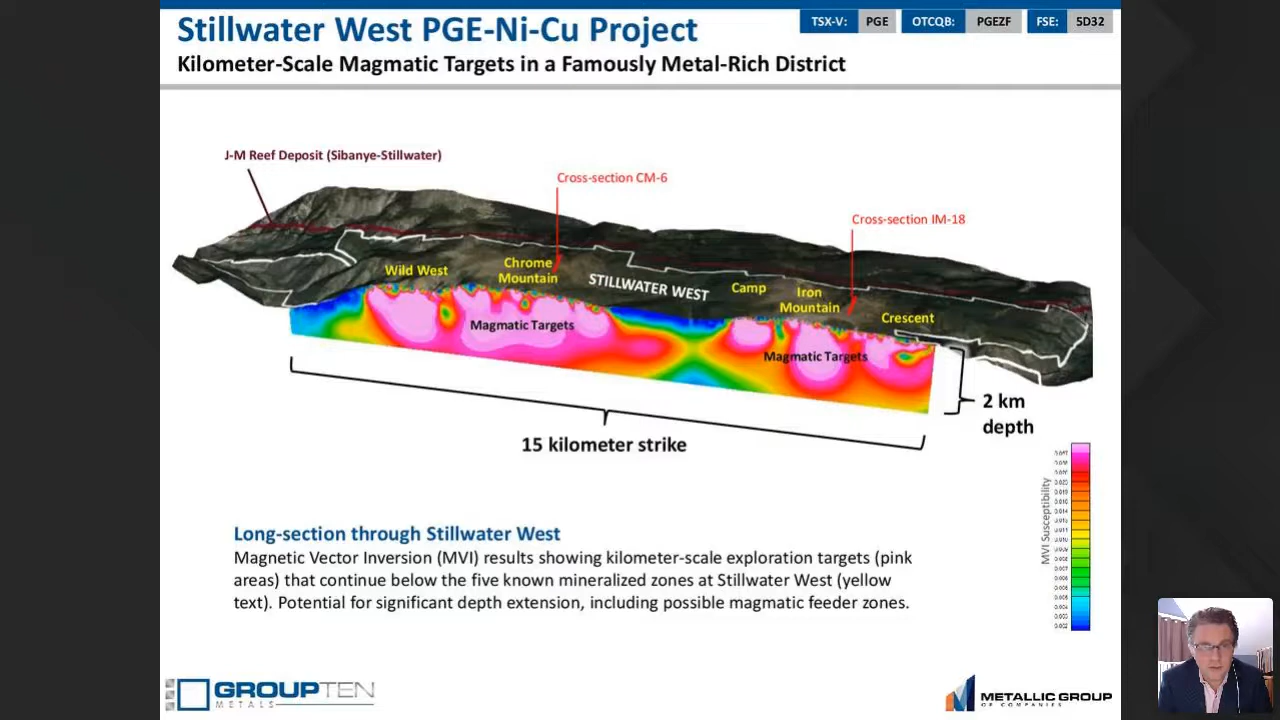 Stillwater West PGE-Ni-Cu Project
TSX-V: PGE OTCQB: PGEZF FSE: 5D32
Kilometer-Scale Magmatic Targets in a Famously Metal-Rich District
J-M Reef Deposit (Sibanye-Stillwater)
Cross-section CM-6
Cross-section IM-18
Wild West
Chrome
Mountain
STILLWATER WEST
Camp
Iron
Mountain
Crescent
Magmatic Targets
Magmatic Targets
2 km
depth
15 kilometer strike
MVI Susceptibility
Long-section through Stillwater West
Magnetic Vector Inversion (MVI) results showing kilometer-scale exploration targets (pink
areas) that continue below the five known mineralized zones at Stillwater West (yellow
text). Potential for significant depth extension, including possible magmatic feeder zones.
GROUPTEN
METALS
METALLIC GROUP
OF COMPANIES